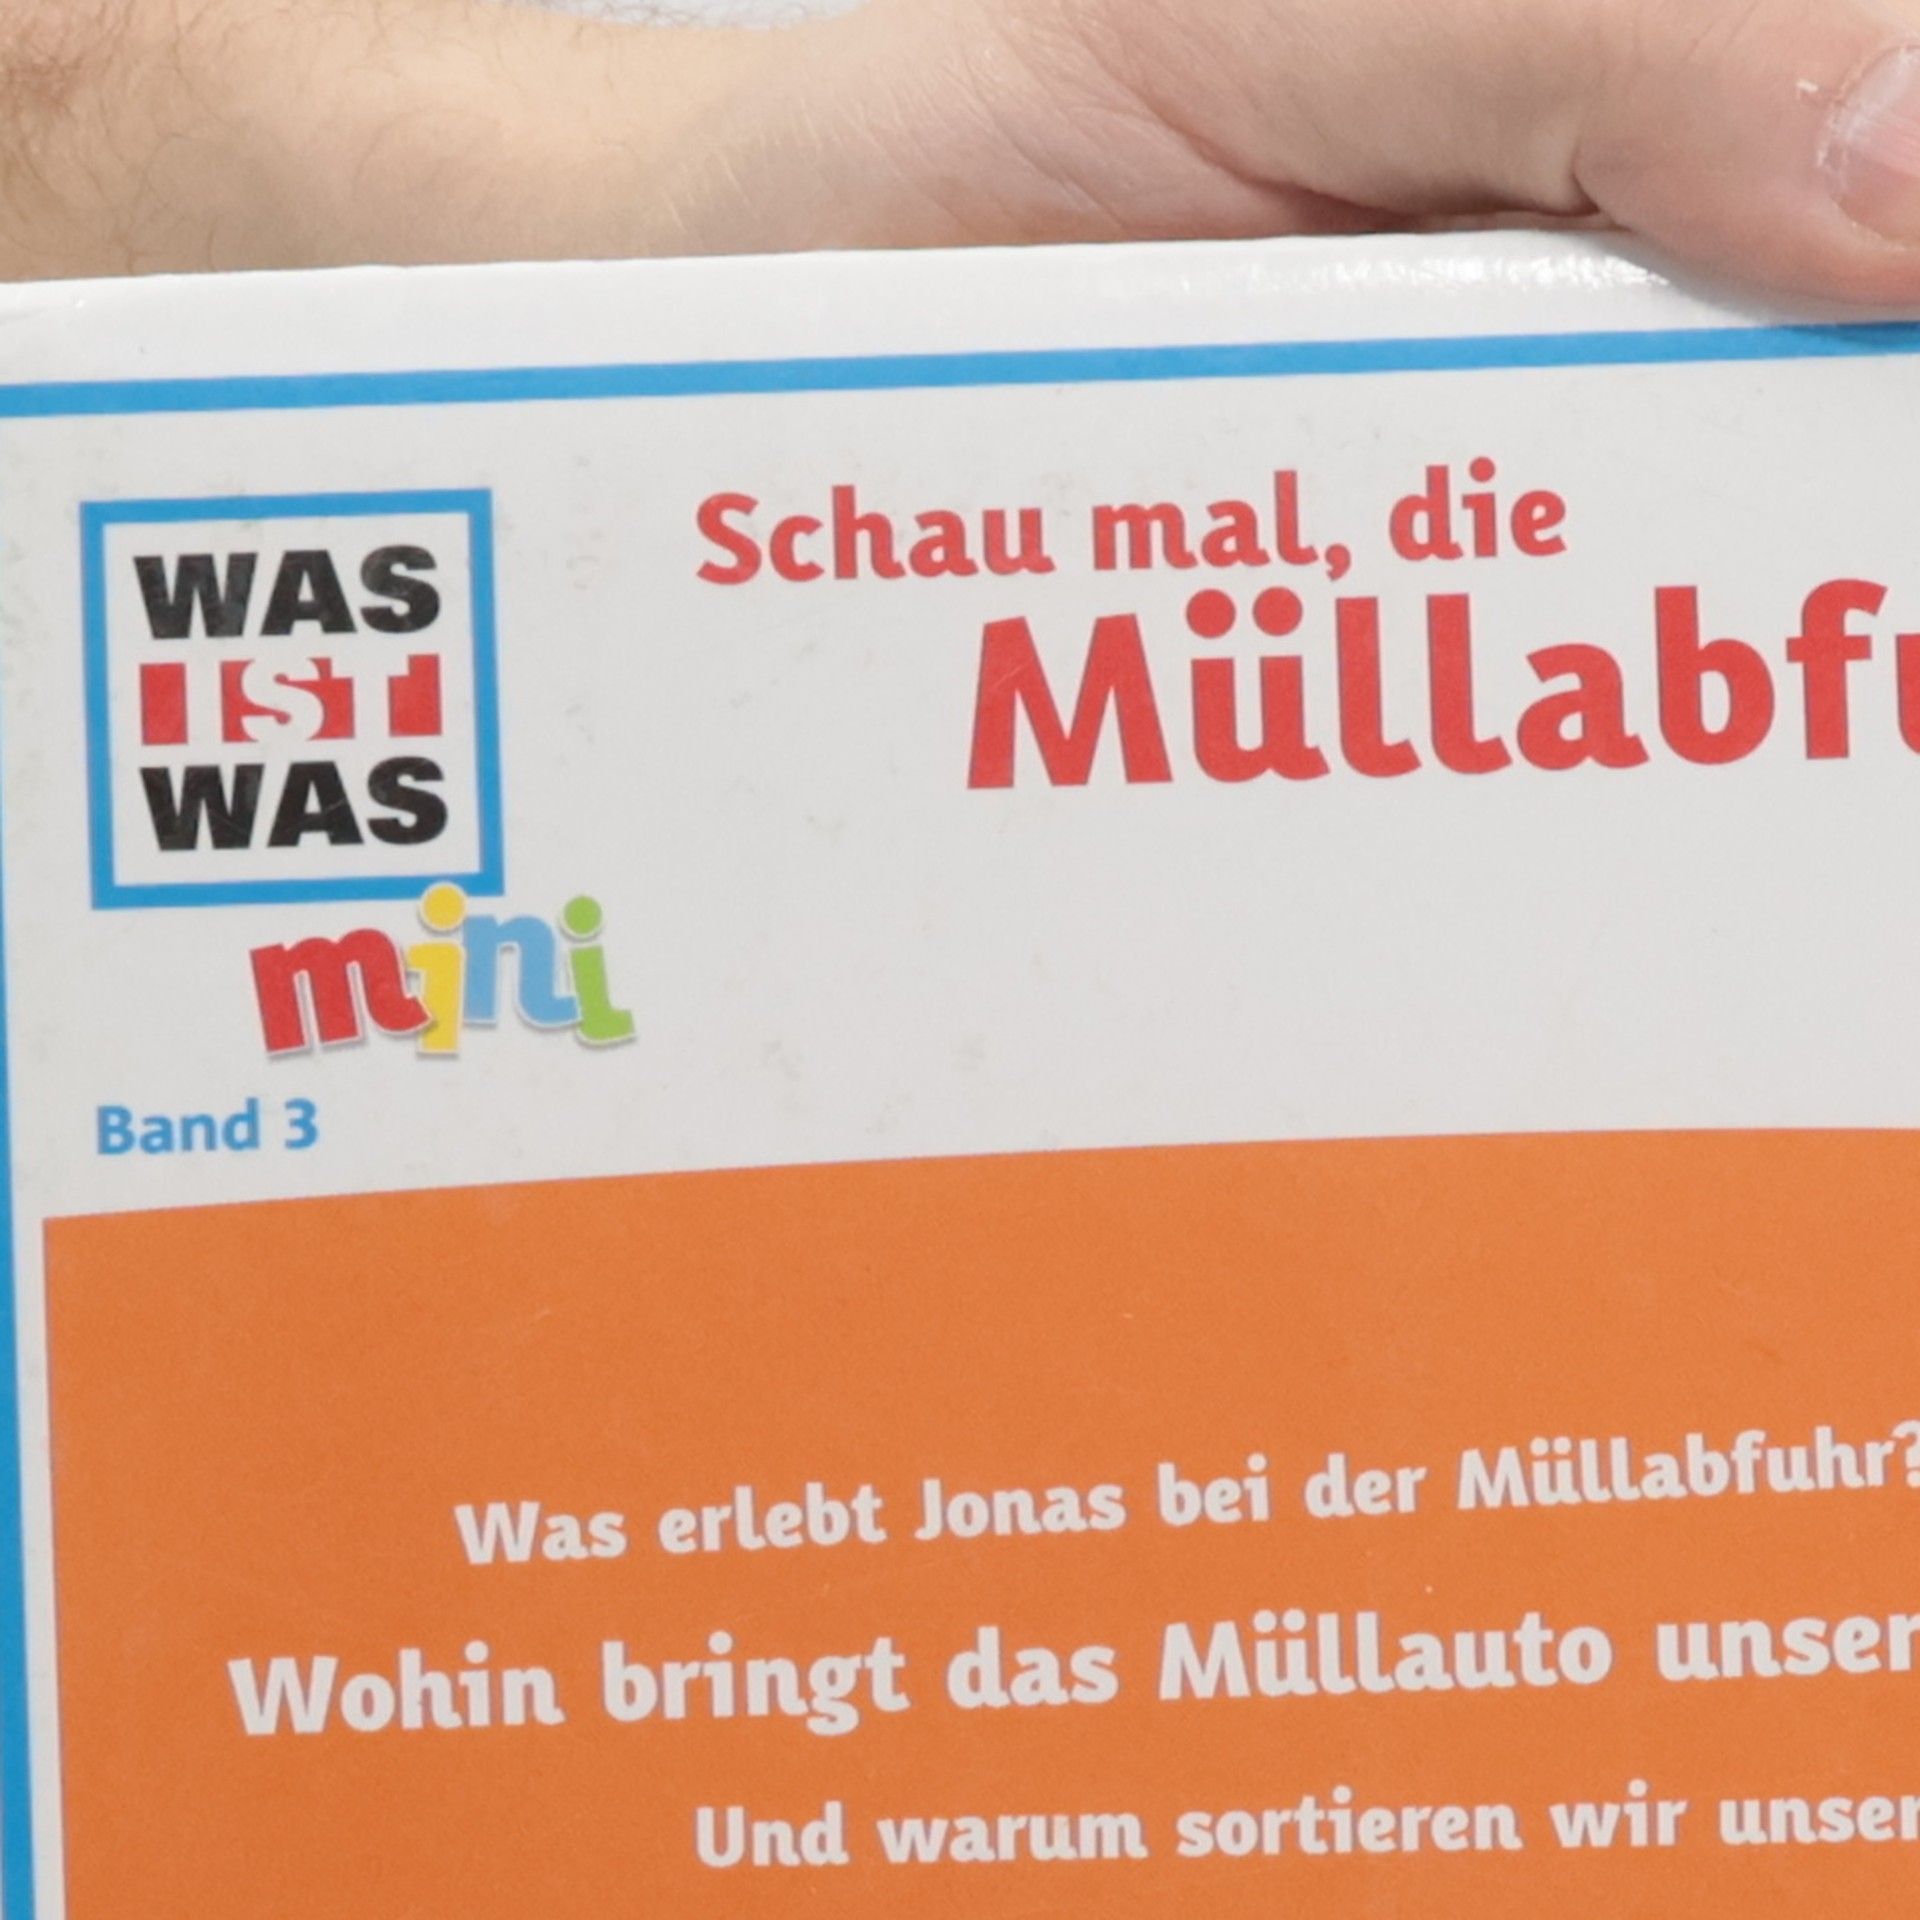 Schau mal, die
Müllabfu
WAS
IST
WAS
mini
Band 3
Was erlebt Jonas bei der Müllabfuhr?
Wohin bringt das Müllauto unser
Und warum sortieren wir unser